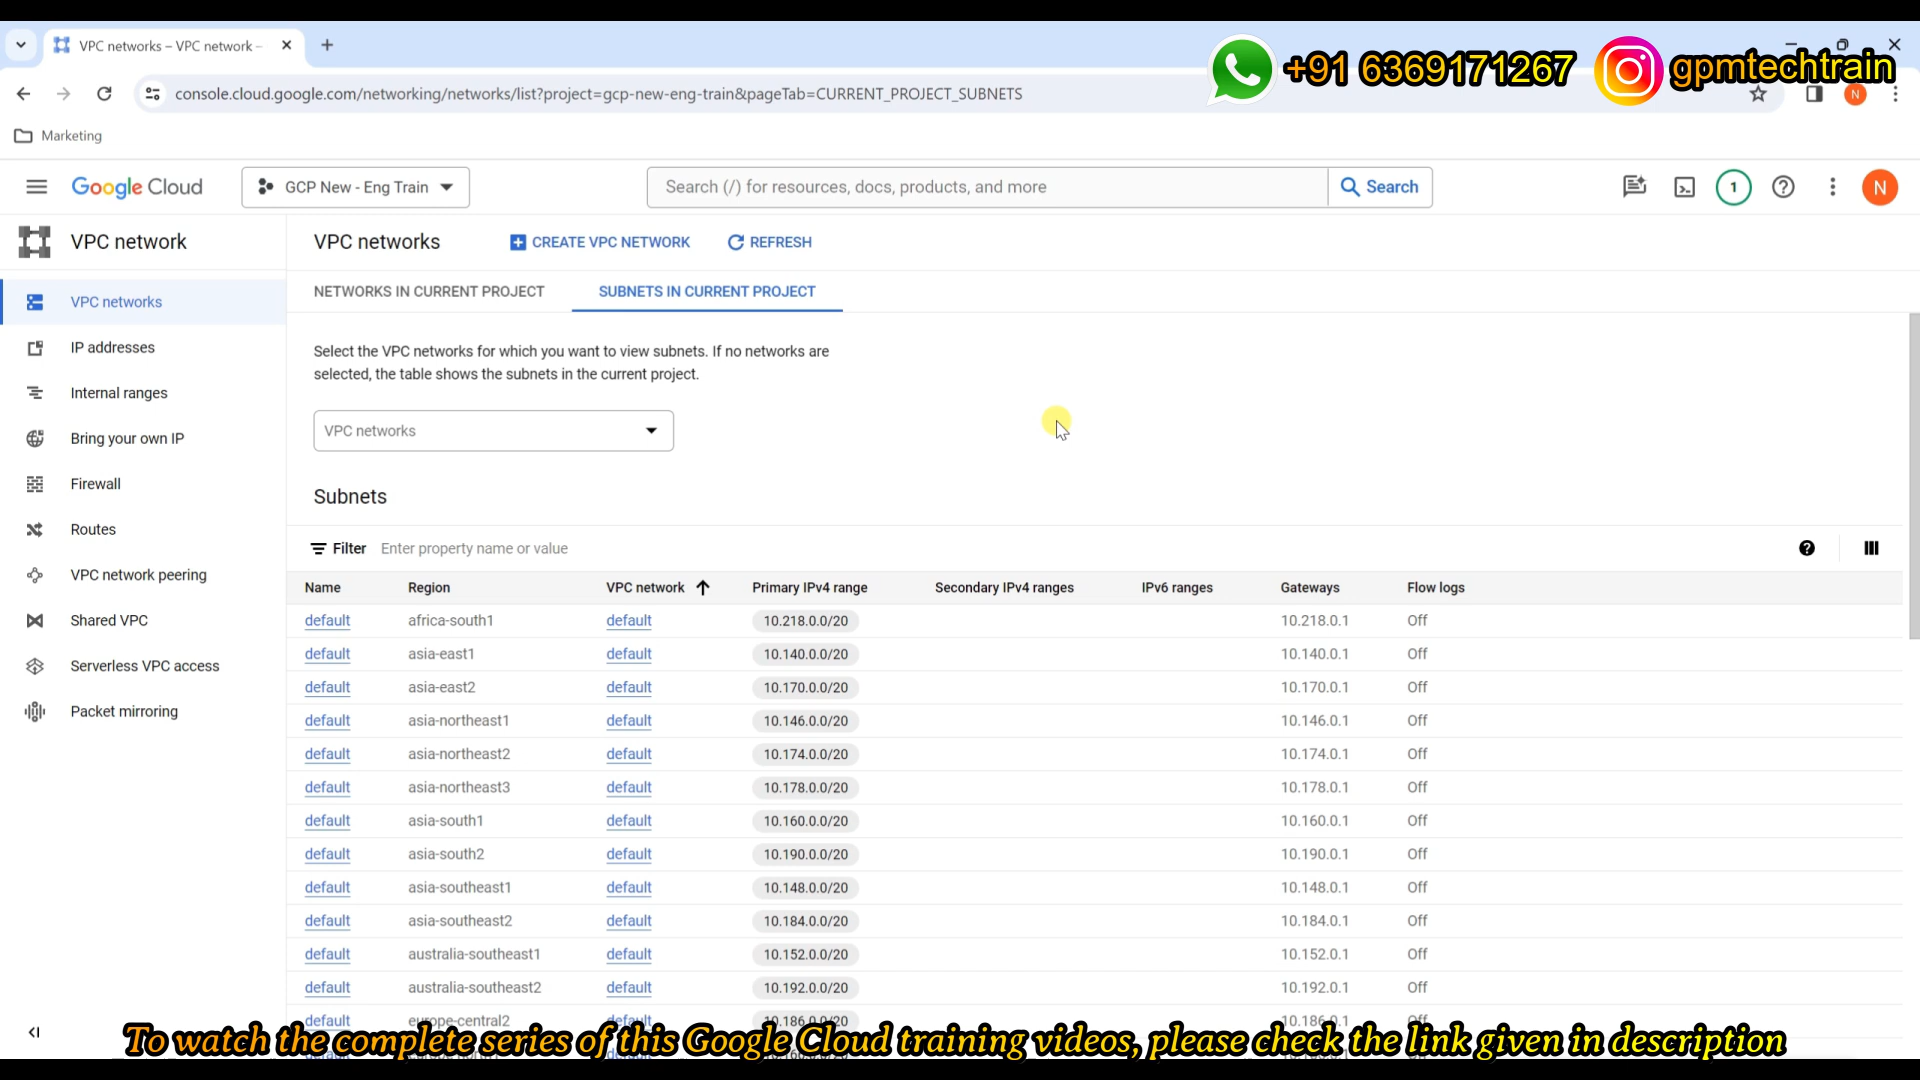 VPC networks – VPC network –
+91 6369171267
gpmtechtrain
console.cloud.google.com/networking/networks/list?project=gcp-new-eng-train&pageTab=CURRENT_PROJECT_SUBNETS
N
Marketing
Google Cloud
GCP New - Eng Train
Search (/) for resources, docs, products, and more
Search
1
N
VPC network
VPC networks
CREATE VPC NETWORK
REFRESH
VPC networks
IP addresses
Internal ranges
Bring your own IP
Firewall
Routes
VPC network peering
Shared VPC
Serverless VPC access
Packet mirroring
NETWORKS IN CURRENT PROJECT
SUBNETS IN CURRENT PROJECT
Select the VPC networks for which you want to view subnets. If no networks are
selected, the table shows the subnets in the current project.
VPC networks
Subnets
Filter Enter property name or value
Name Region VPC network Primary IPv4 range Secondary IPv4 ranges IPv6 ranges Gateways Flow logs
default africa-south1 default 10.218.0.0/20 10.218.0.1 Off
default asia-east1 default 10.140.0.0/20 10.140.0.1 Off
default asia-east2 default 10.170.0.0/20 10.170.0.1 Off
default asia-northeast1 default 10.146.0.0/20 10.146.0.1 Off
default asia-northeast2 default 10.174.0.0/20 10.174.0.1 Off
default asia-northeast3 default 10.178.0.0/20 10.178.0.1 Off
default asia-south1 default 10.160.0.0/20 10.160.0.1 Off
default asia-south2 default 10.190.0.0/20 10.190.0.1 Off
default asia-southeast1 default 10.148.0.0/20 10.148.0.1 Off
default asia-southeast2 default 10.184.0.0/20 10.184.0.1 Off
default australia-southeast1 default 10.152.0.0/20 10.152.0.1 Off
default australia-southeast2 default 10.192.0.0/20 10.192.0.1 Off
default europe-central2 default 10.186.0.0/20 10.186.0.1 Off
To watch the complete series of this Google Cloud training videos, please check the link given in description